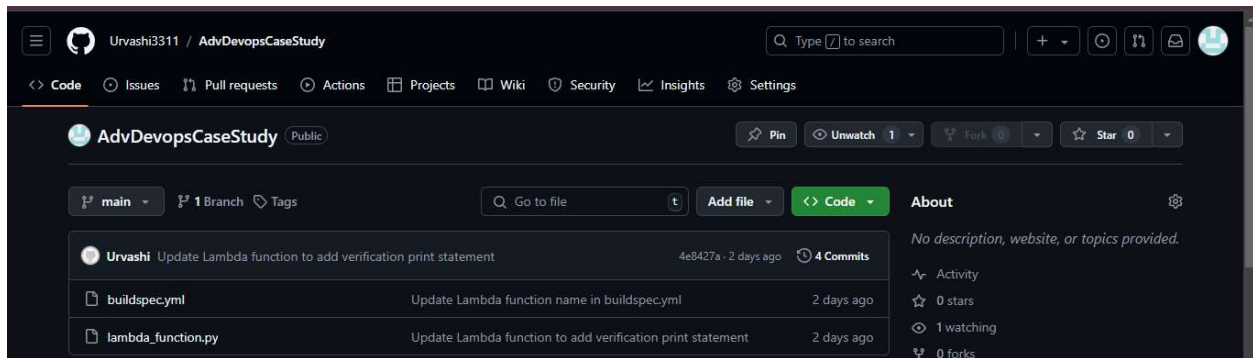 Urvashi3311 / AdvDevopsCaseStudy
Type / to search
Code Issues Pull requests Actions Projects Wiki Security Insights Settings
AdvDevopsCaseStudy Public
Pin Unwatch 1 Fork 0 Star 0
main 1 Branch Tags Go to file t Add file Code
About
No description, website, or topics provided.
Urvashi Update Lambda function to add verification print statement 4e8427a · 2 days ago 4 Commits
Activity
buildspec.yml Update Lambda function name in buildspec.yml 2 days ago
0 stars
lambda_function.py Update Lambda function to add verification print statement 2 days ago
1 watching
0 forks